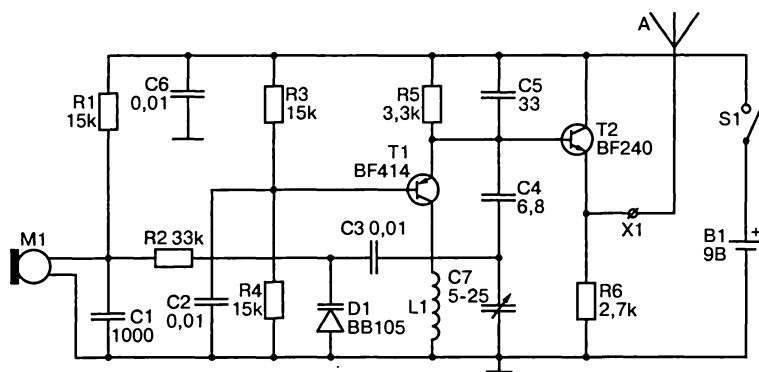 A
C6
0,01
R1
15k
R3
15k
R5
3,3k
C5
33
S1
T2
BF240
T1
BF414
C4
6,8
M1
R2 33k
C3 0,01
X1
B1
9В
+
C2
0,01
R4
15k
D1
BB105
L1
C7
5-25
R6
2,7k
C1
1000